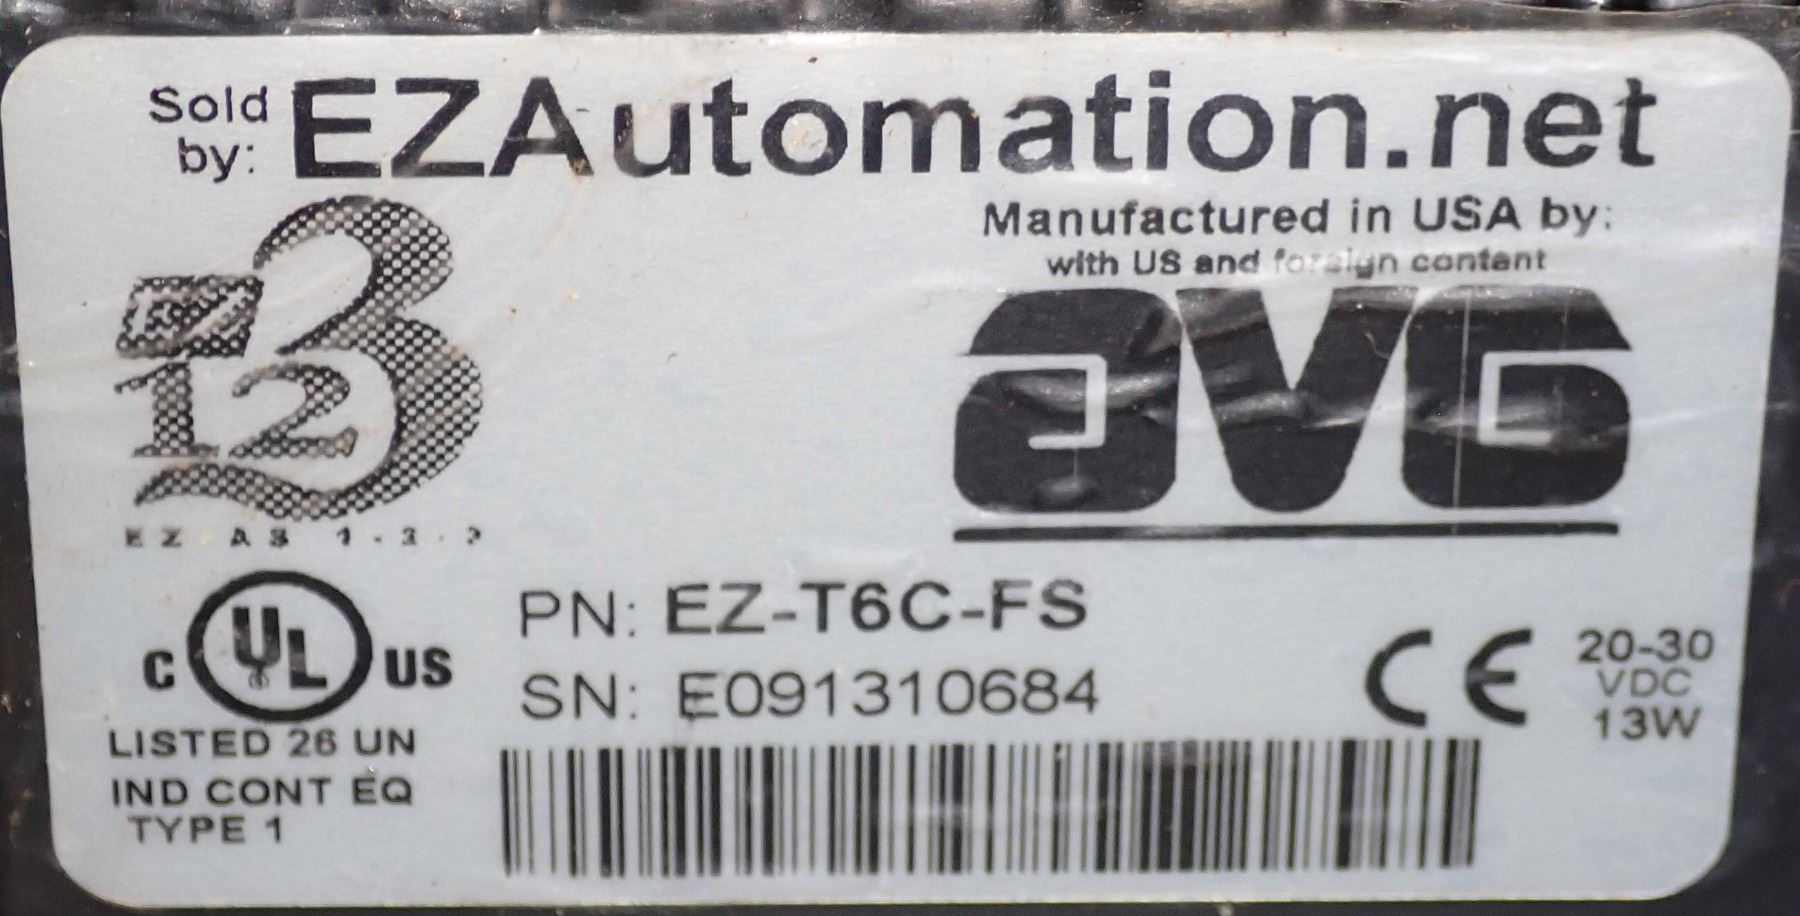 Sold
by: EZAutomation.net
Manufactured in USA by:
with US and foreign content
AVG
123
EZ AS 1-2-3
C UL US
LISTED 26 UN
IND CONT EQ
TYPE 1
PN: EZ-T6C-FS
SN: E091310684
CE
20-30
VDC
13W